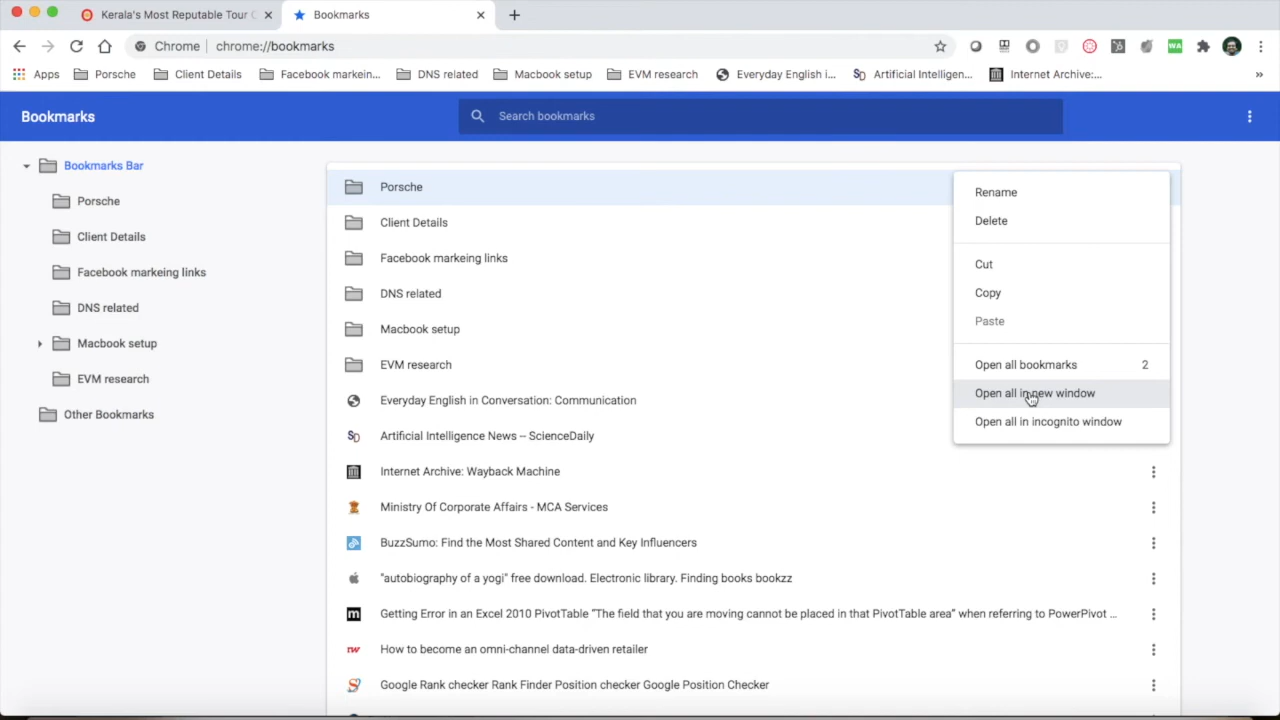 Kerala's Most Reputable Tour
Bookmarks
Chrome
chrome://bookmarks
WA
Apps
Porsche
Client Details
Facebook markein...
DNS related
Macbook setup
EVM research
Everyday English i...
Artificial Intelligen...
Internet Archive:...
»
Bookmarks
Search bookmarks
Bookmarks Bar
Porsche
Client Details
Facebook markeing links
DNS related
Macbook setup
EVM research
Other Bookmarks
Porsche
Client Details
Facebook markeing links
DNS related
Macbook setup
EVM research
Everyday English in Conversation: Communication
Artificial Intelligence News -- ScienceDaily
Internet Archive: Wayback Machine
Ministry Of Corporate Affairs - MCA Services
BuzzSumo: Find the Most Shared Content and Key Influencers
"autobiography of a yogi" free download. Electronic library. Finding books bookzz
Getting Error in an Excel 2010 PivotTable “The field that you are moving cannot be placed in that PivotTable area” when referring to PowerPivot ...
How to become an omni-channel data-driven retailer
Google Rank checker Rank Finder Position checker Google Position Checker
Rename
Delete
Cut
Copy
Paste
Open all bookmarks 2
Open all in new window
Open all in incognito window